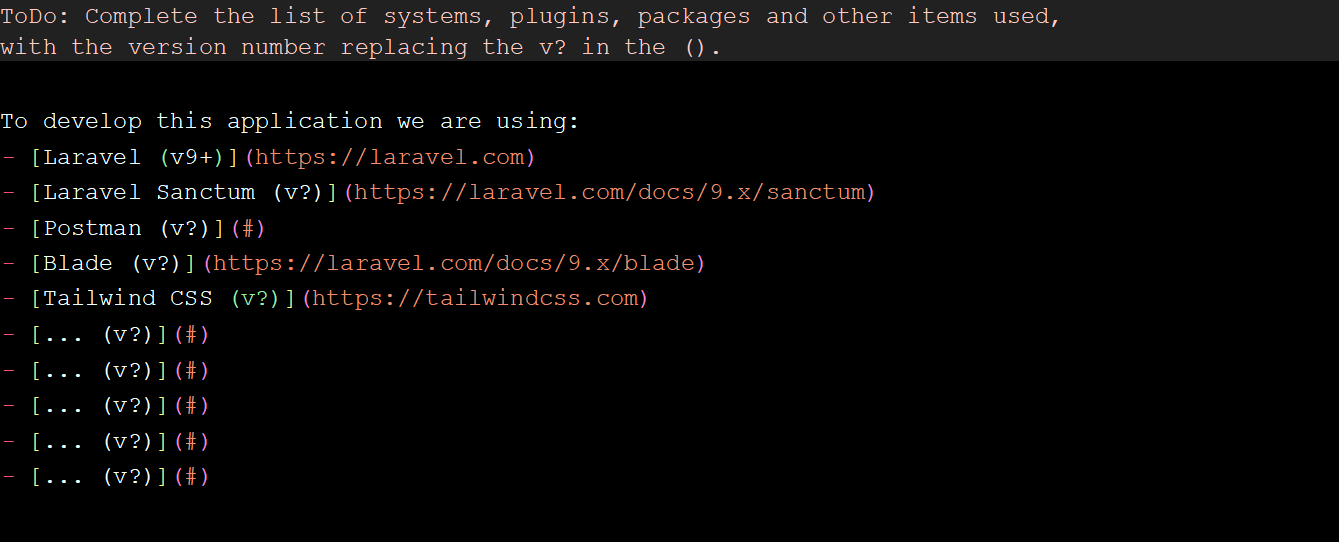 ToDo: Complete the list of systems, plugins, packages and other items used,
with the version number replacing the v? in the ().
To develop this application we are using:
- [Laravel (v9+)](https://laravel.com)
- [Laravel Sanctum (v?)](https://laravel.com/docs/9.x/sanctum)
- [Postman (v?)](#)
- [Blade (v?)](https://laravel.com/docs/9.x/blade)
- [Tailwind CSS (v?)](https://tailwindcss.com)
- [... (v?)](#)
- [... (v?)](#)
- [... (v?)](#)
- [... (v?)](#)
- [... (v?)](#)